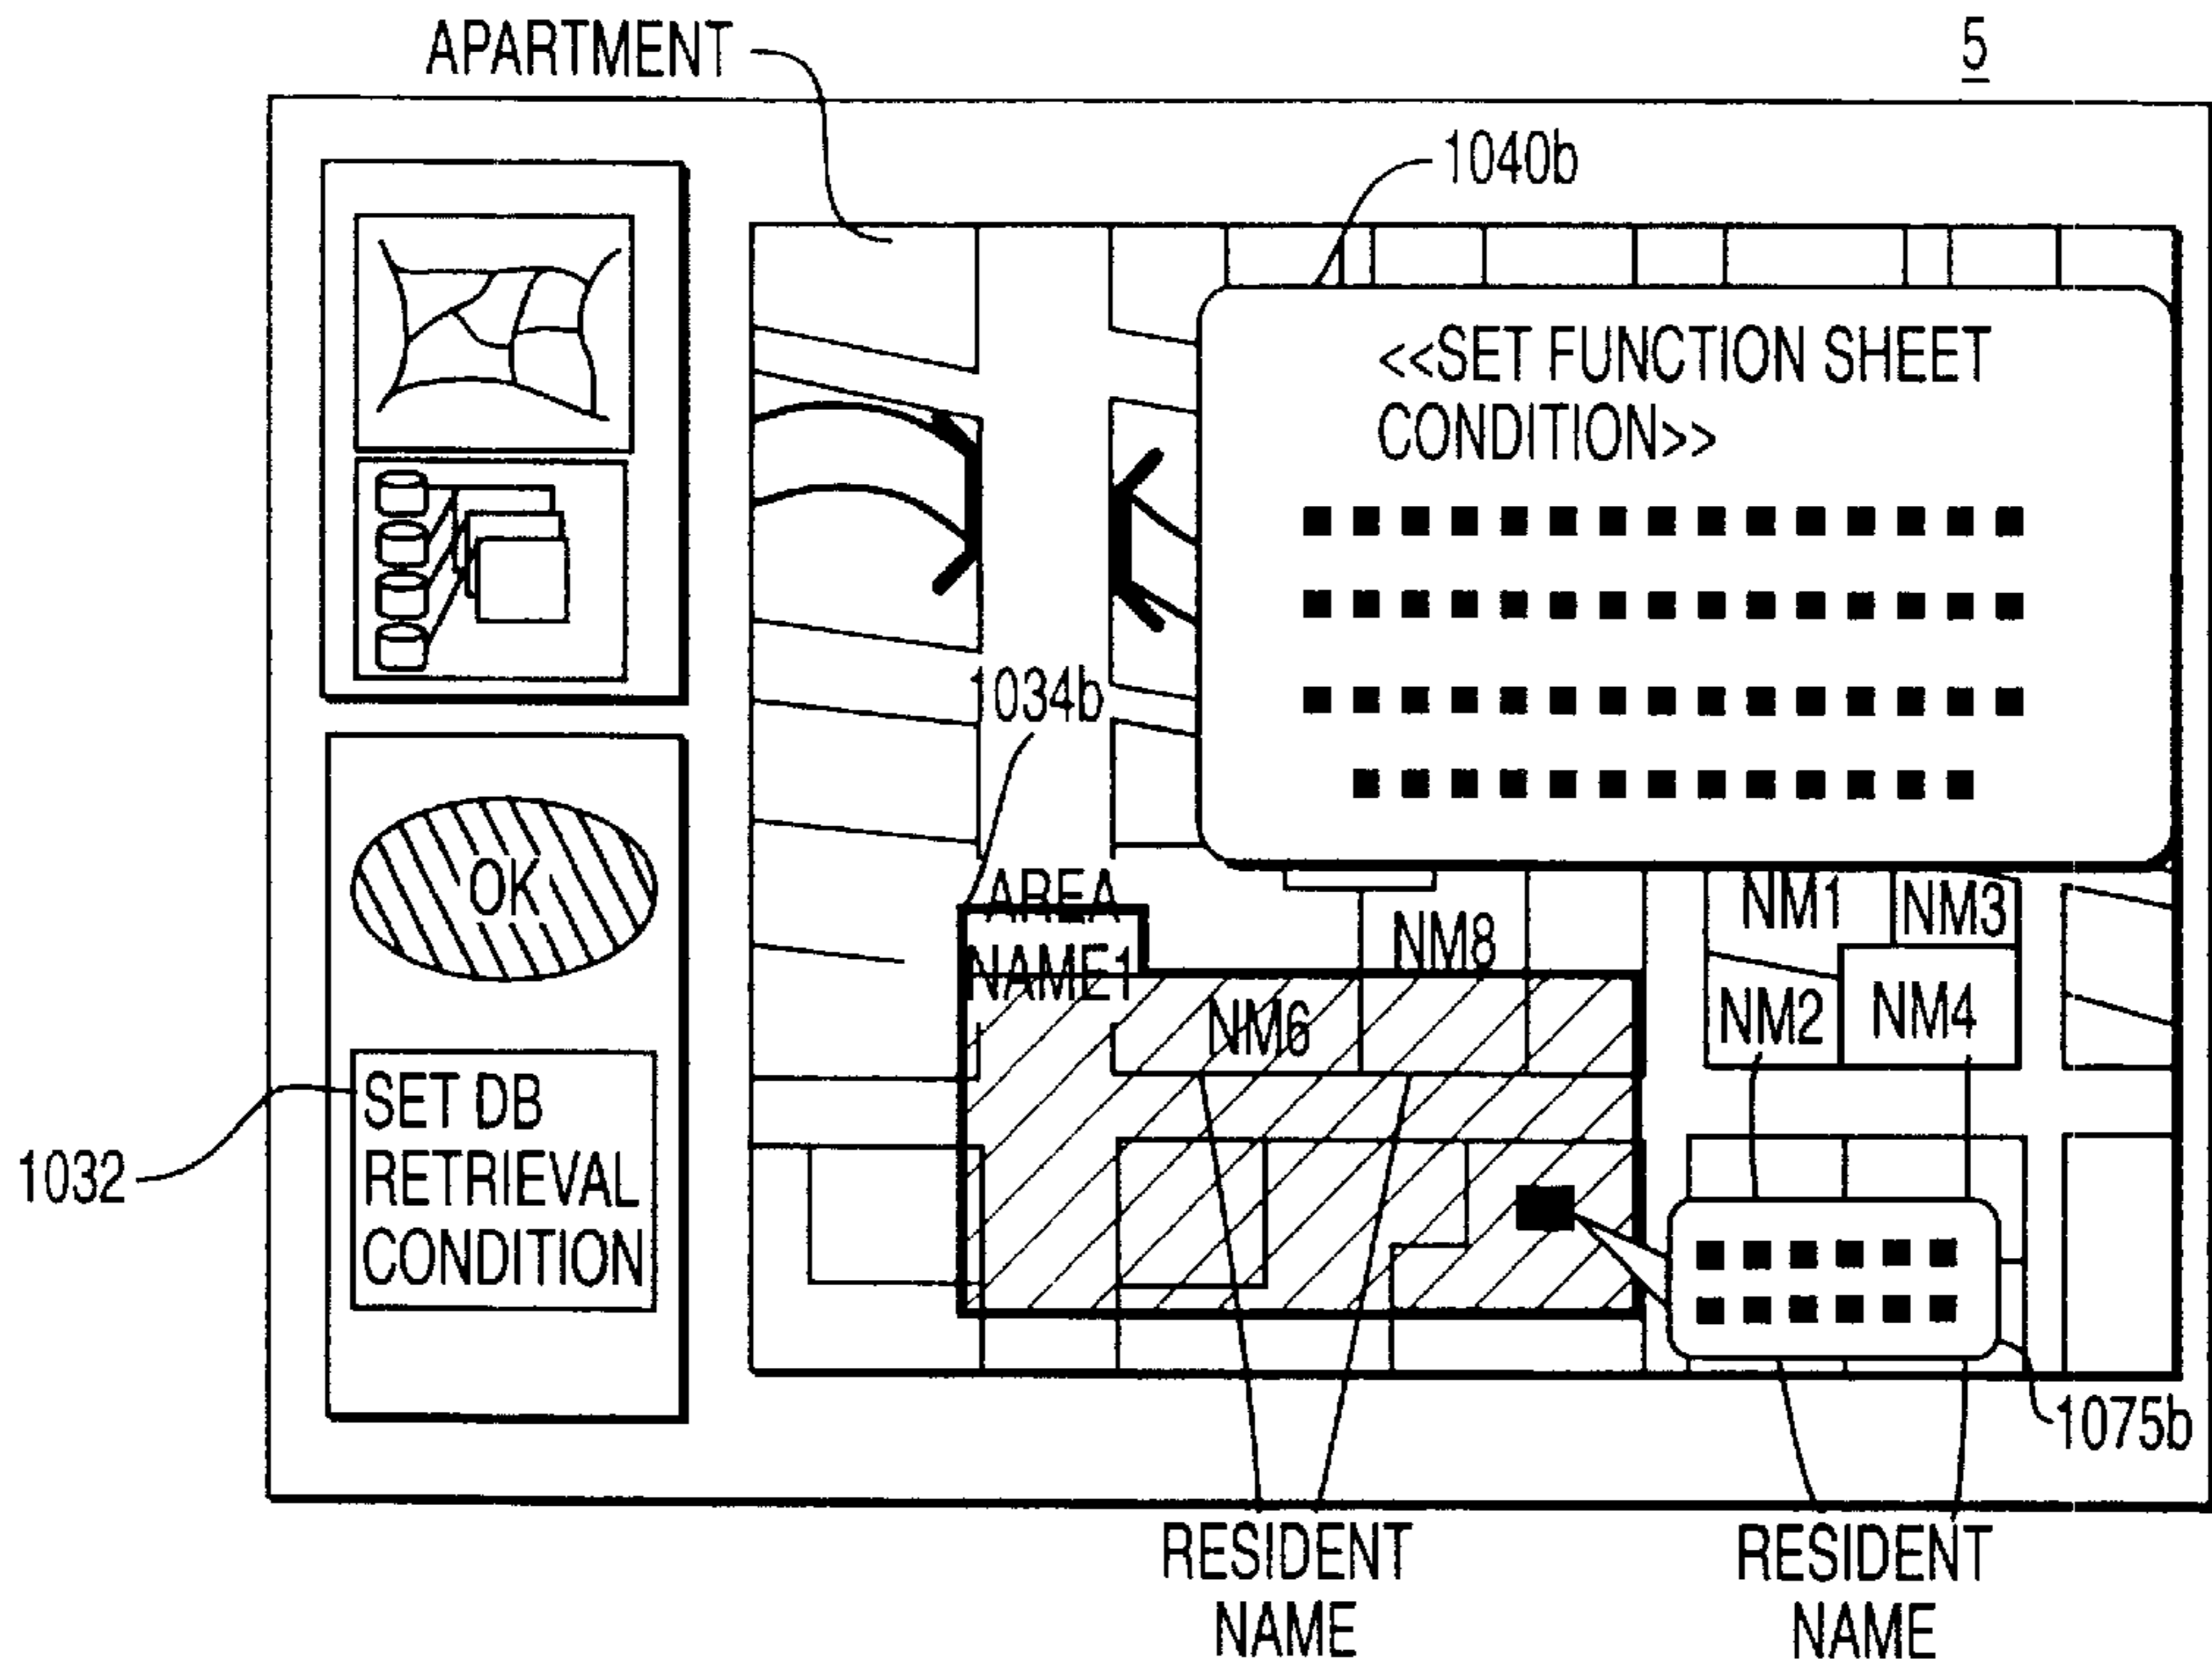 APARTMENT
5
1040b
<<SET FUNCTION SHEET
CONDITION>>
1034b
OK
AREA
NAME1
NM8
NM1
NM3
NM6
NM2
NM4
SET DB
RETRIEVAL
CONDITION
1032
1075b
RESIDENT
NAME
RESIDENT
NAME